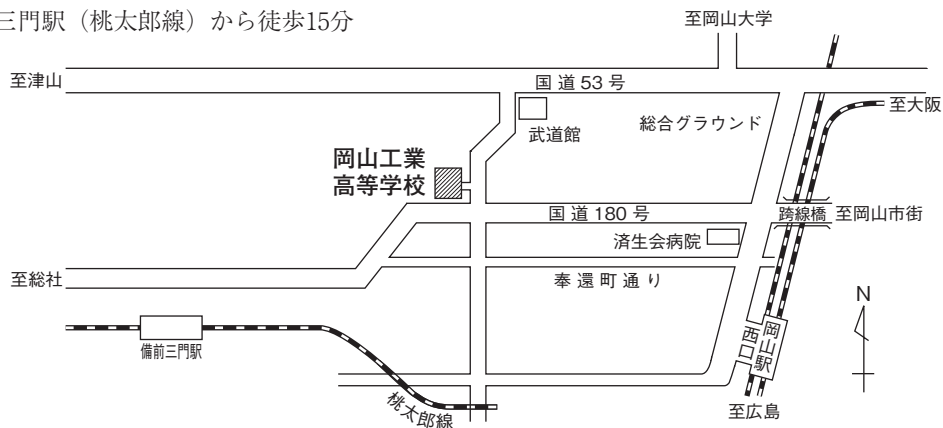 三門駅（桃太郎線）から徒歩15分
至岡山大学
至津山
国道53号
至大阪
武道館
総合グラウンド
岡山工業
高等学校
国道180号
跨線橋
至岡山市街
済生会病院
至総社
奉還町通り
N
備前三門駅
西口
岡山駅
桃太郎線
至広島